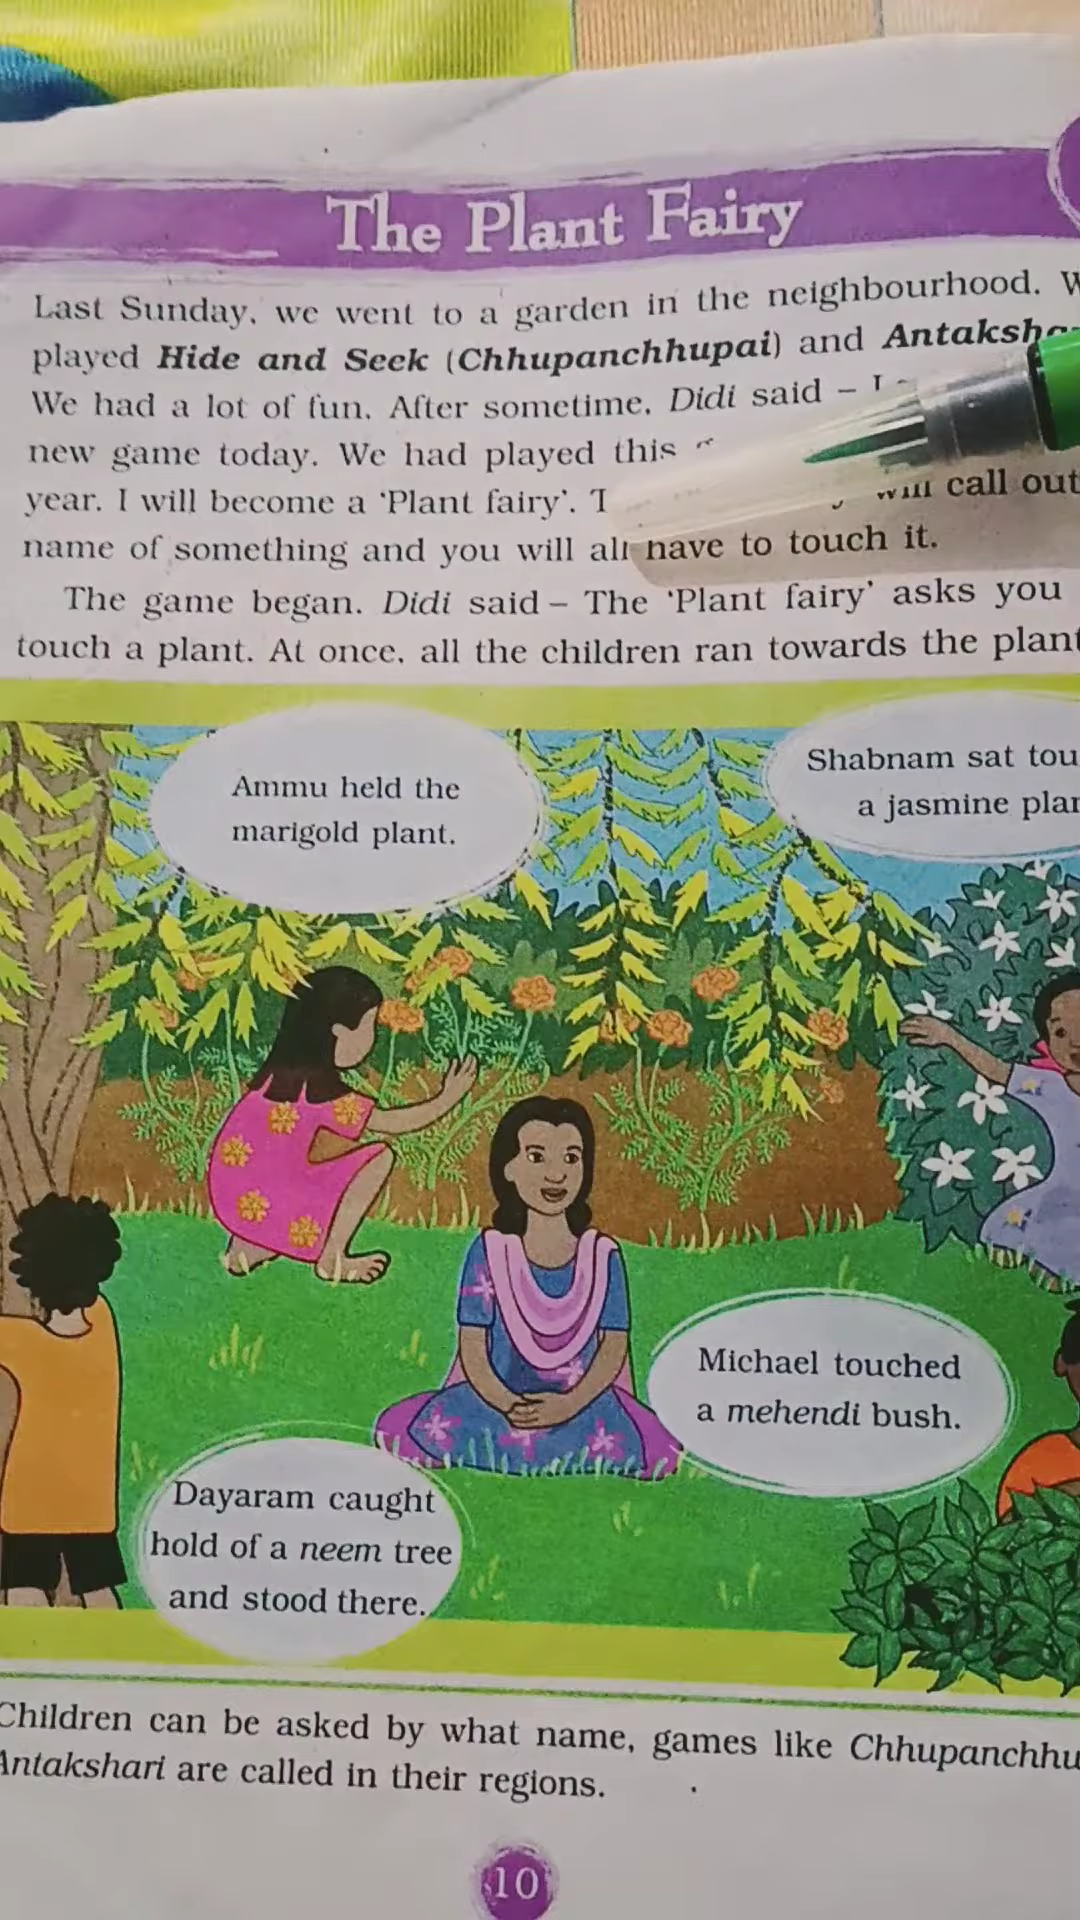 The Plant Fairy
Last Sunday, we went to a garden in the neighbourhood.
played Hide and Seek (Chhupanchhupai) and
We had a lot of fun. After sometime, Didi said –
new game today. We had played this
year. I will become a 'Plant fairy'. will call out
name of something and you will all have to touch it.
The game began. Didi said – The 'Plant fairy' asks you
touch a plant. At once, all the children ran towards the
Ammu held the
marigold plant.
Shabnam sat
a jasmine
Michael touched
a mehendi bush.
Dayaram caught
hold of a neem tree
and stood there.
Children can be asked by what name, games like
Antakshari are called in their regions.
10